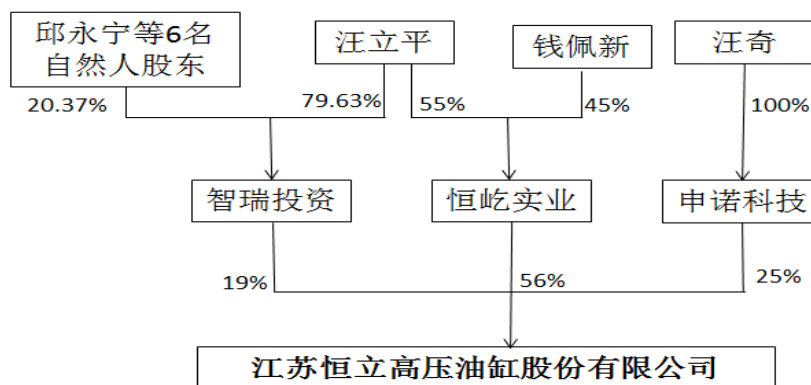 邱永宁等6名
自然人股东
汪立平
钱佩新
汪奇
20.37%
79.63%
55%
45%
100%
智瑞投资
恒屹实业
申诺科技
19%
56%
25%
江苏恒立高压油缸股份有限公司